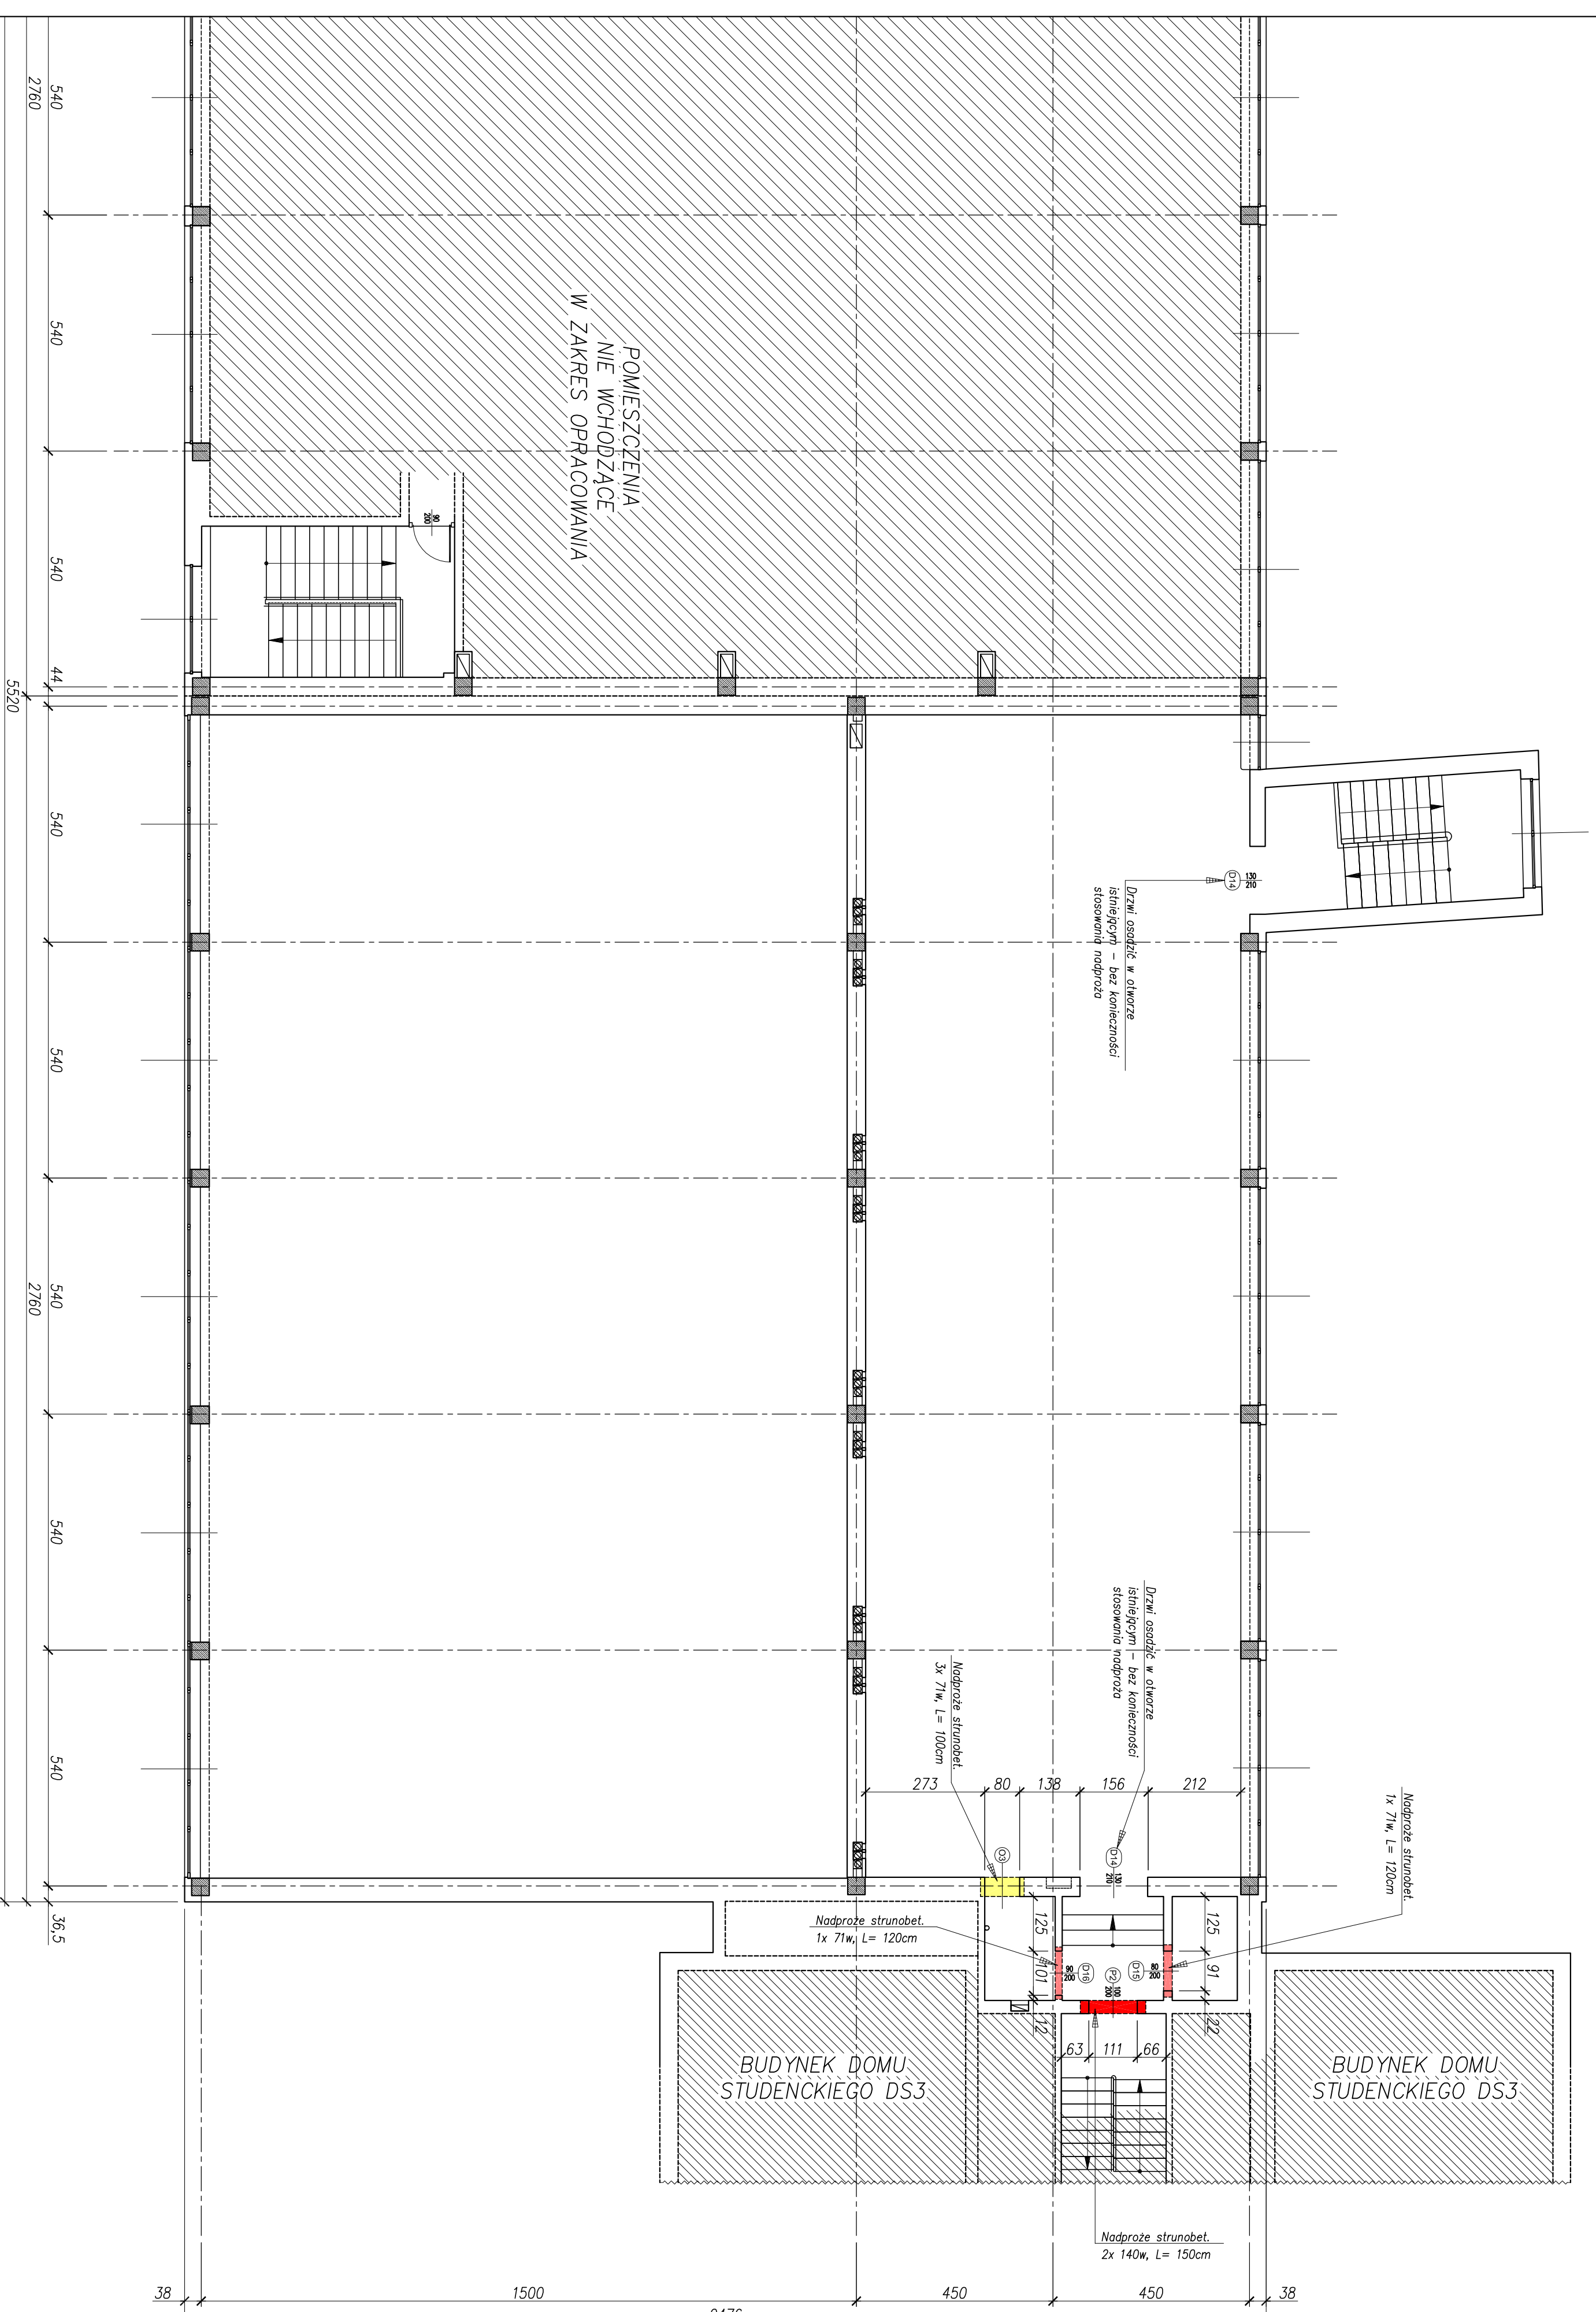 2760
540
540
540
44
5520
540
540
540
2760
540
540
36,5
POMIESZCZENIA
NIE WCHODZĄCE
W ZAKRES OPRACOWANIA
90
200
Drzwi osadzić w otworze
istniejącym – bez konieczności
stosowania nadproża
D14
130
210
Drzwi osadzić w otworze
istniejącym – bez konieczności
stosowania nadproża
Nadproże strunobet.
3x 71w, L= 100cm
Nadproże strunobet.
1x 71w, L= 120cm
273
80
138
156
212
O3
D14
130
210
Nadproże strunobet.
1x 71w, L= 120cm
125
101
12
125
91
22
90
200
D16
P2
100
200
D15
80
200
63
111
66
BUDYNEK DOMU
STUDENCKIEGO DS3
BUDYNEK DOMU
STUDENCKIEGO DS3
Nadproże strunobet.
2x 140w, L= 150cm
38
1500
450
450
38